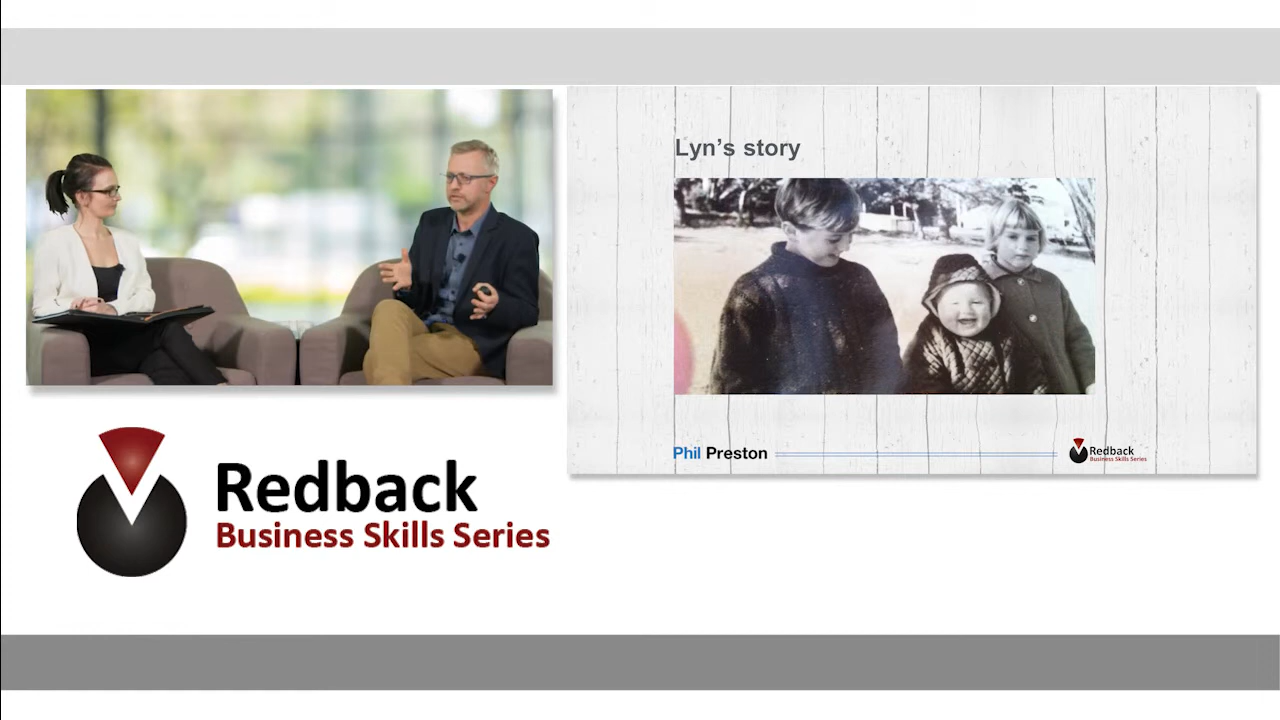 Lyn's story
Phil Preston
Redback
Business Skills Series
Redback
Business Skills Series